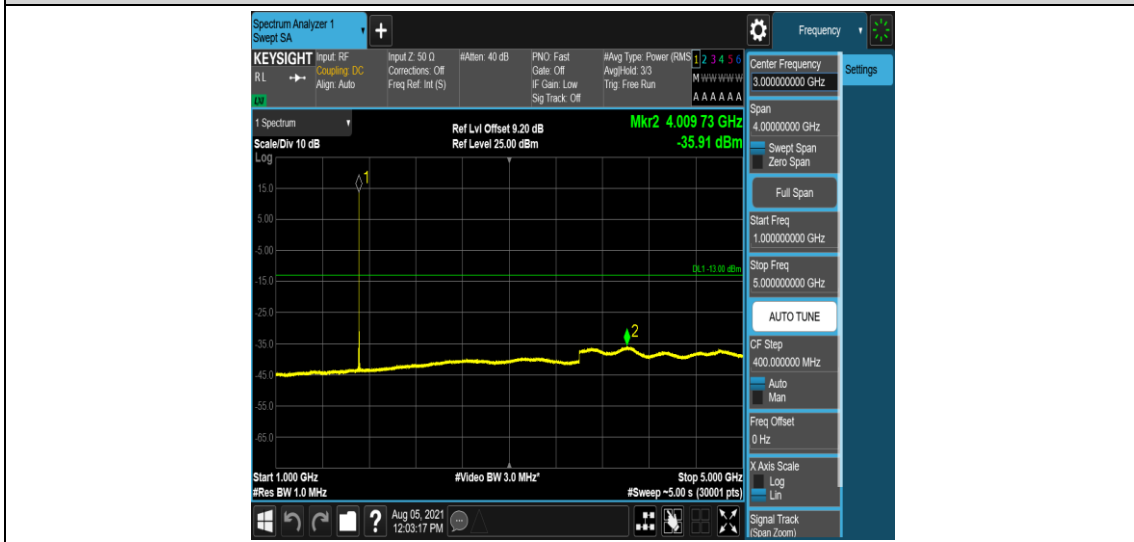 Spectrum Analyzer 1
Swept SA
+
Frequency
KEYSIGHT
RL
LXI
Input: RF
Coupling: DC
Align: Auto
Input Z: 50 Ω
Corrections: Off
Freq Ref: Int (S)
#Atten: 40 dB
PNO: Fast
Gate: Off
IF Gain: Low
Sig Track: Off
#Avg Type: Power (RMS
Avg|Hold: 3/3
Trig: Free Run
1 2 3 4 5 6
M W W W W W
A A A A A A
1 Spectrum
Scale/Div 10 dB
Log
Ref Lvl Offset 9.20 dB
Ref Level 25.00 dBm
Mkr2 4.009 73 GHz
-35.91 dBm
1
15.0
5.00
-5.00
DL1 -13.00 dBm
-15.0
-25.0
2
-35.0
-45.0
-55.0
-65.0
Start 1.000 GHz
#Res BW 1.0 MHz
#Video BW 3.0 MHz*
Stop 5.000 GHz
#Sweep ~5.00 s (30001 pts)
Center Frequency
3.000000000 GHz
Settings
Span
4.00000000 GHz
Swept Span
Zero Span
Full Span
Start Freq
1.000000000 GHz
Stop Freq
5.000000000 GHz
AUTO TUNE
CF Step
400.000000 MHz
Auto
Man
Freq Offset
0 Hz
X Axis Scale
Log
Lin
Signal Track
(Span Zoom)
?
Aug 05, 2021
12:03:17 PM